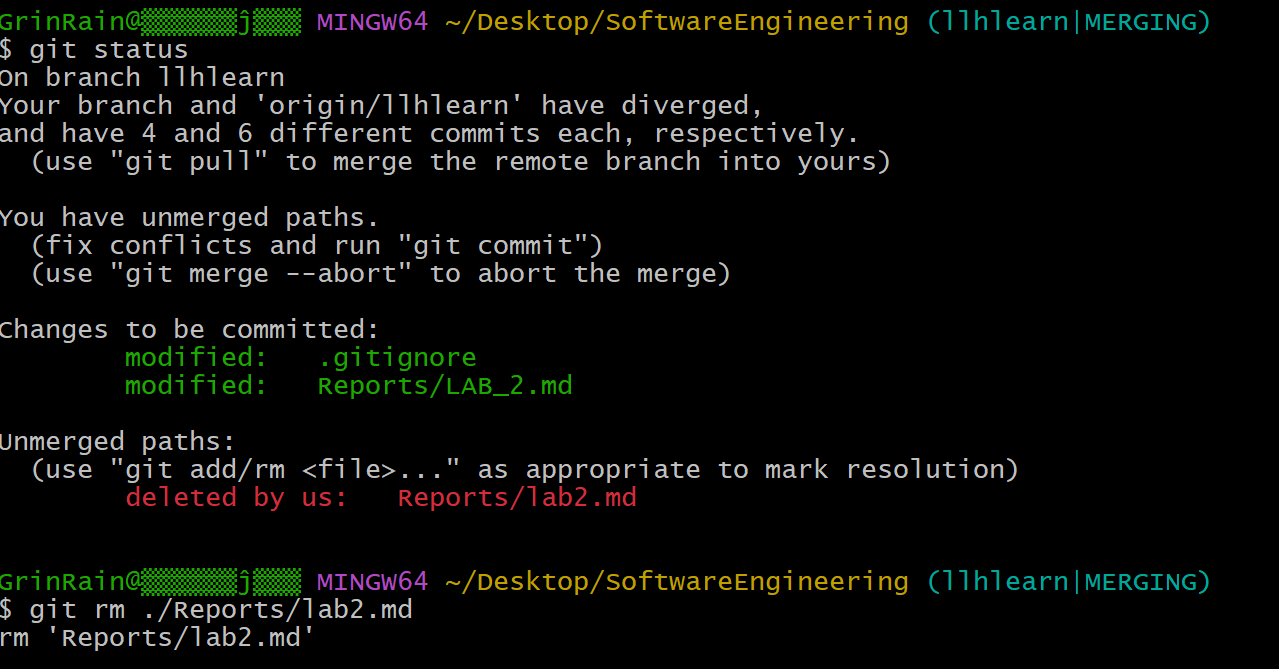 GrinRain@▒▒▒▒▒▒ĵ▒▒▒ MINGW64 ~/Desktop/SoftwareEngineering (llhlearn|MERGING)
$ git status
On branch llhlearn
Your branch and 'origin/llhlearn' have diverged,
and have 4 and 6 different commits each, respectively.
  (use "git pull" to merge the remote branch into yours)

You have unmerged paths.
  (fix conflicts and run "git commit")
  (use "git merge --abort" to abort the merge)

Changes to be committed:
        modified:   .gitignore
        modified:   Reports/LAB_2.md

Unmerged paths:
  (use "git add/rm <file>..." as appropriate to mark resolution)
        deleted by us:   Reports/lab2.md

GrinRain@▒▒▒▒▒▒ĵ▒▒▒ MINGW64 ~/Desktop/SoftwareEngineering (llhlearn|MERGING)
$ git rm ./Reports/lab2.md
rm 'Reports/lab2.md'